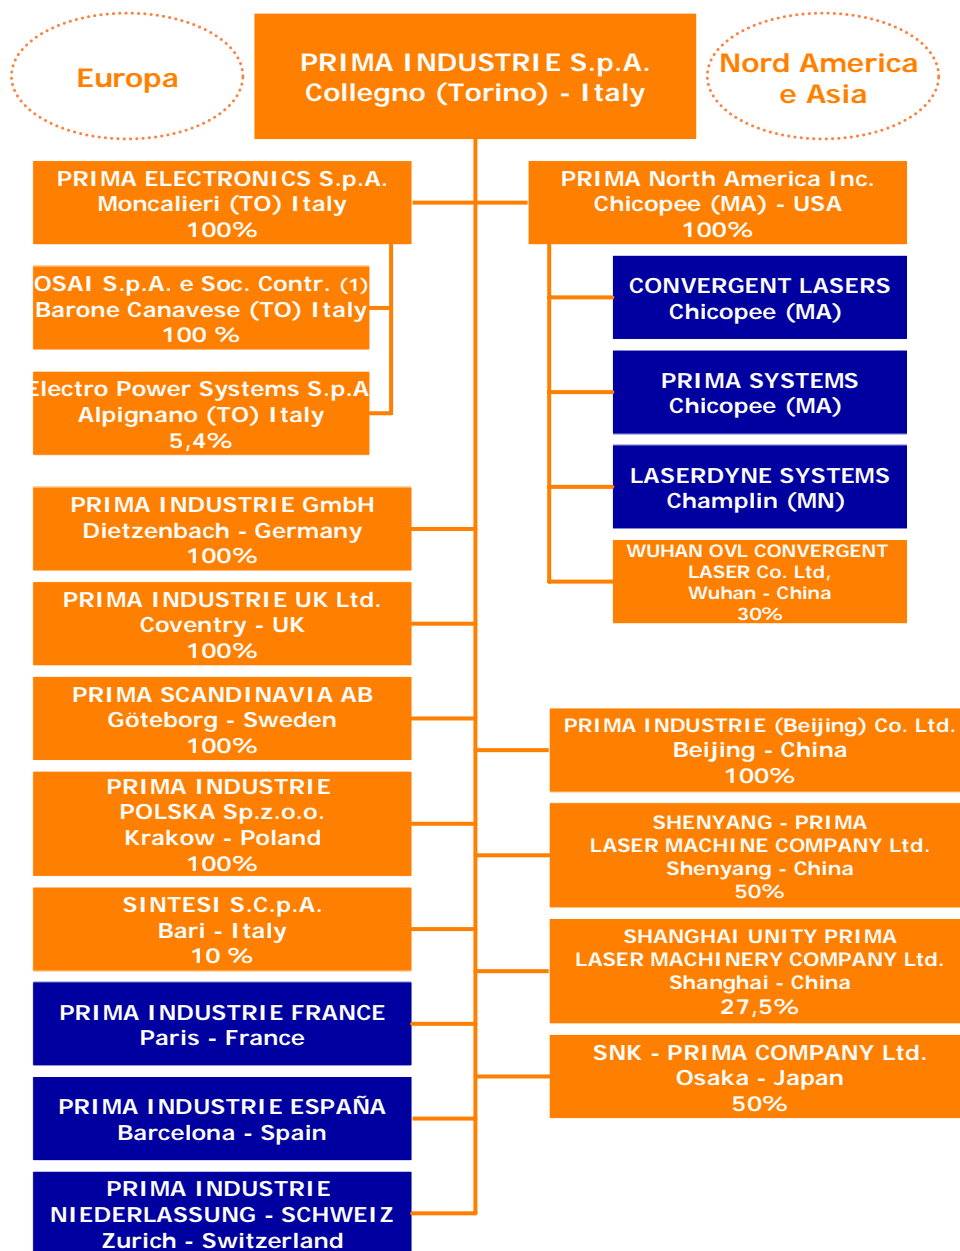 Europa
PRIMA INDUSTRIE S.p.A.
Collegno (Torino) - Italy
Nord America
e Asia
PRIMA ELECTRONICS S.p.A.
Moncalieri (TO) Italy
100%
OSAI S.p.A. e Soc. Contr. (1)
Barone Canavese (TO) Italy
100 %
Electro Power Systems S.p.A
Alpignano (TO) Italy
5,4%
PRIMA INDUSTRIE GmbH
Dietzenbach - Germany
100%
PRIMA INDUSTRIE UK Ltd.
Coventry - UK
100%
PRIMA SCANDINAVIA AB
Göteborg - Sweden
100%
PRIMA INDUSTRIE
POLSKA Sp.z.o.o.
Krakow - Poland
100%
SINTESI S.C.p.A.
Bari - Italy
10 %
PRIMA INDUSTRIE FRANCE
Paris - France
PRIMA INDUSTRIE ESPAÑA
Barcelona - Spain
PRIMA INDUSTRIE
NIEDERLASSUNG - SCHWEIZ
Zurich - Switzerland
PRIMA North America Inc.
Chicopee (MA) - USA
100%
CONVERGENT LASERS
Chicopee (MA)
PRIMA SYSTEMS
Chicopee (MA)
LASERDYNE SYSTEMS
Champlin (MN)
WUHAN OVL CONVERGENT
LASER Co. Ltd,
Wuhan - China
30%
PRIMA INDUSTRIE (Beijing) Co. Ltd.
Beijing - China
100%
SHENYANG - PRIMA
LASER MACHINE COMPANY Ltd.
Shenyang - China
50%
SHANGHAI UNITY PRIMA
LASER MACHINERY COMPANY Ltd.
Shanghai - China
27,5%
SNK - PRIMA COMPANY Ltd.
Osaka - Japan
50%